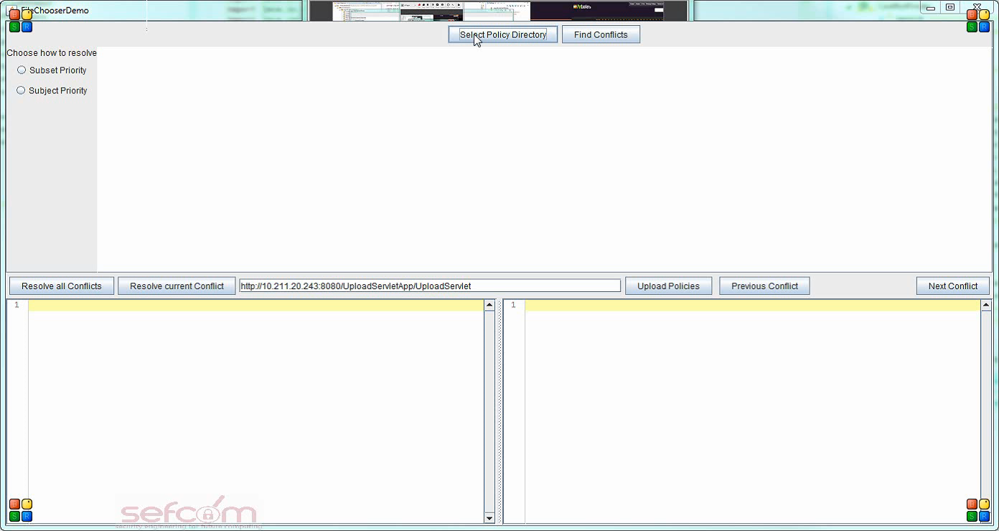 FileChooserDemo
Select Policy Directory
Find Conflicts
Choose how to resolve
Subset Priority
Subject Priority
Resolve all Conflicts
Resolve current Conflict
http://10.211.20.243:8080/UploadServletApp/UploadServlet
Upload Policies
Previous Conflict
Next Conflict
1
1
S R
S R
S R
S R
sefcom
security engineering for future computing